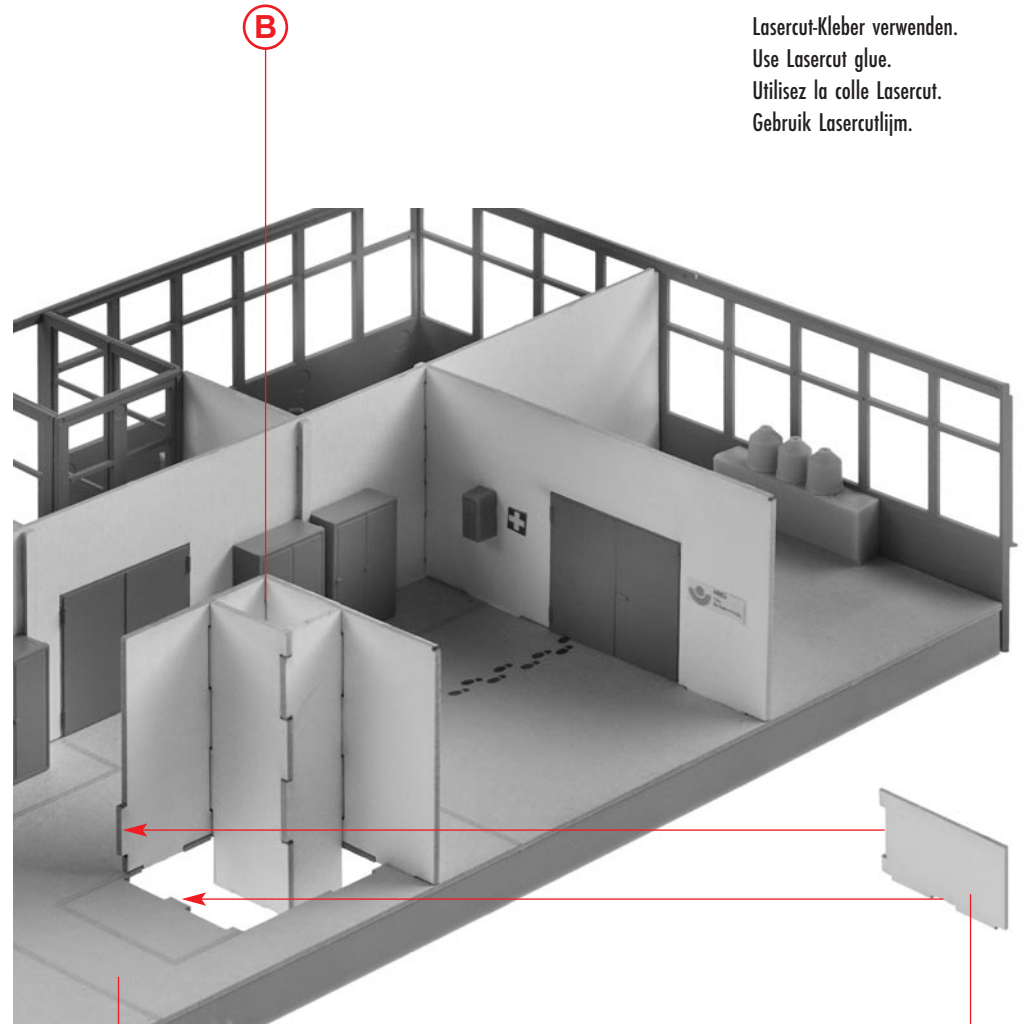 B
Lasercut-Kleber verwenden.
Use Lasercut glue.
Utilisez la colle Lasercut.
Gebruik Lasercutlijm.